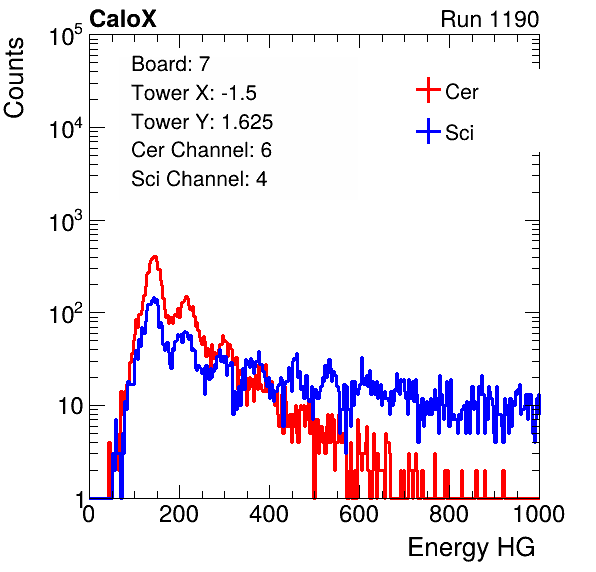 CaloX Run 1190
Counts
10^5
10^4
10^3
10^2
10
1
Board: 7
Tower X: -1.5
Tower Y: 1.625
Cer Channel: 6
Sci Channel: 4
Cer
Sci
0 200 400 600 800 1000
Energy HG